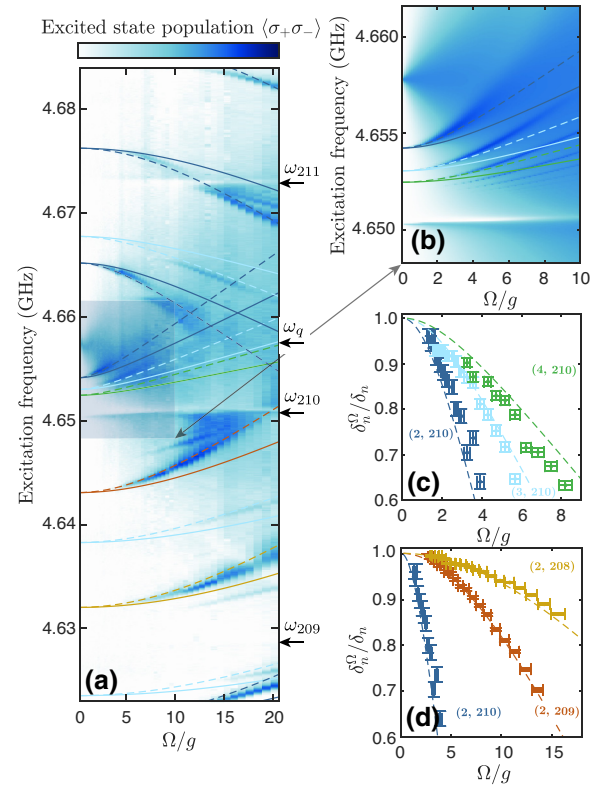 Excited state population ⟨σ+σ−⟩
4.68
4.67
4.66
4.65
4.64
4.63
Excitation frequency (GHz)
ω211
ωq
ω210
ω209
(a)
0
5
10
15
20
Ω/g
4.660
4.655
4.650
Excitation frequency (GHz)
(b)
0
2
4
6
8
10
Ω/g
1.0
0.9
0.8
0.7
0.6
δnΩ/δn
(4, 210)
(2, 210)
(3, 210)
(c)
0
2
4
6
8
Ω/g
1.0
0.9
0.8
0.7
0.6
δnΩ/δn
(2, 208)
(2, 210)
(2, 209)
(d)
0
5
10
15
Ω/g